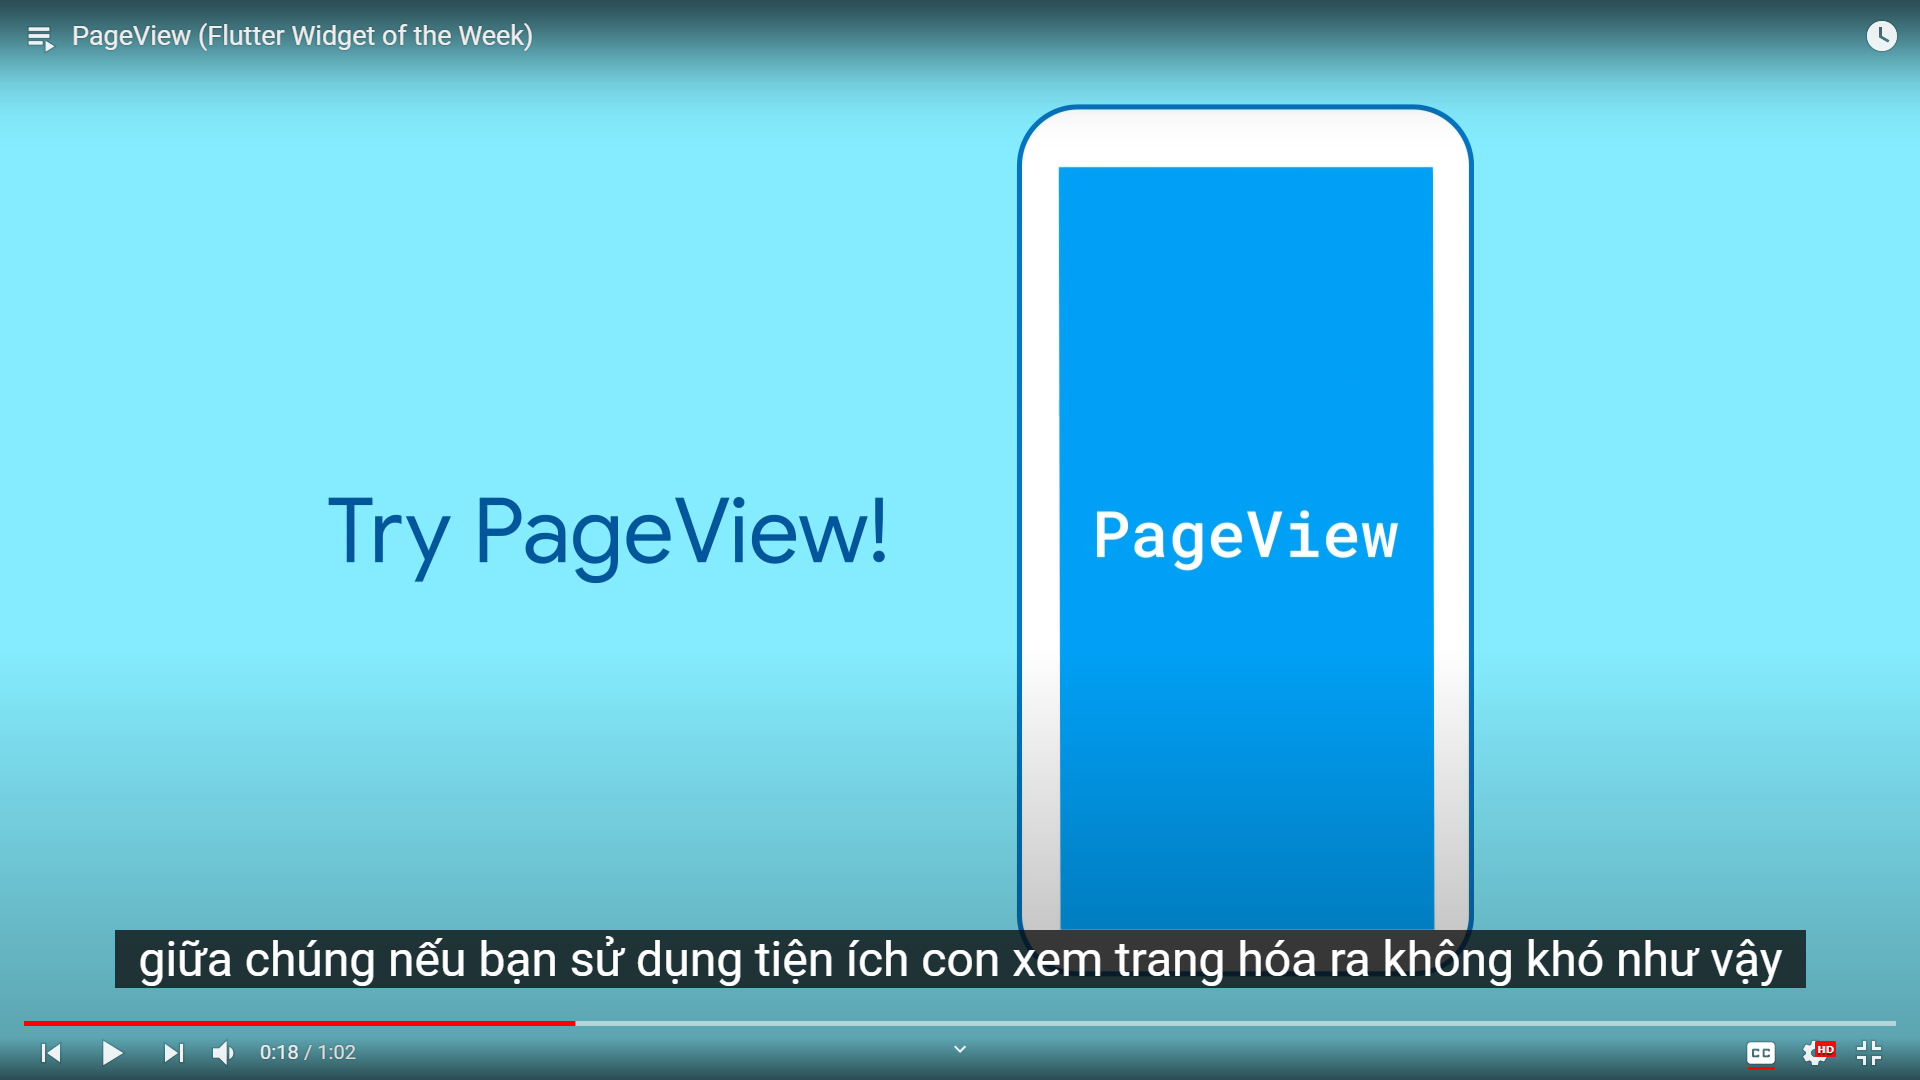 PageView (Flutter Widget of the Week)
Try PageView!
PageView
giữa chúng nếu bạn sử dụng tiện ích con xem trang hóa ra không khó như vậy
0:18 / 1:02
CC
HD